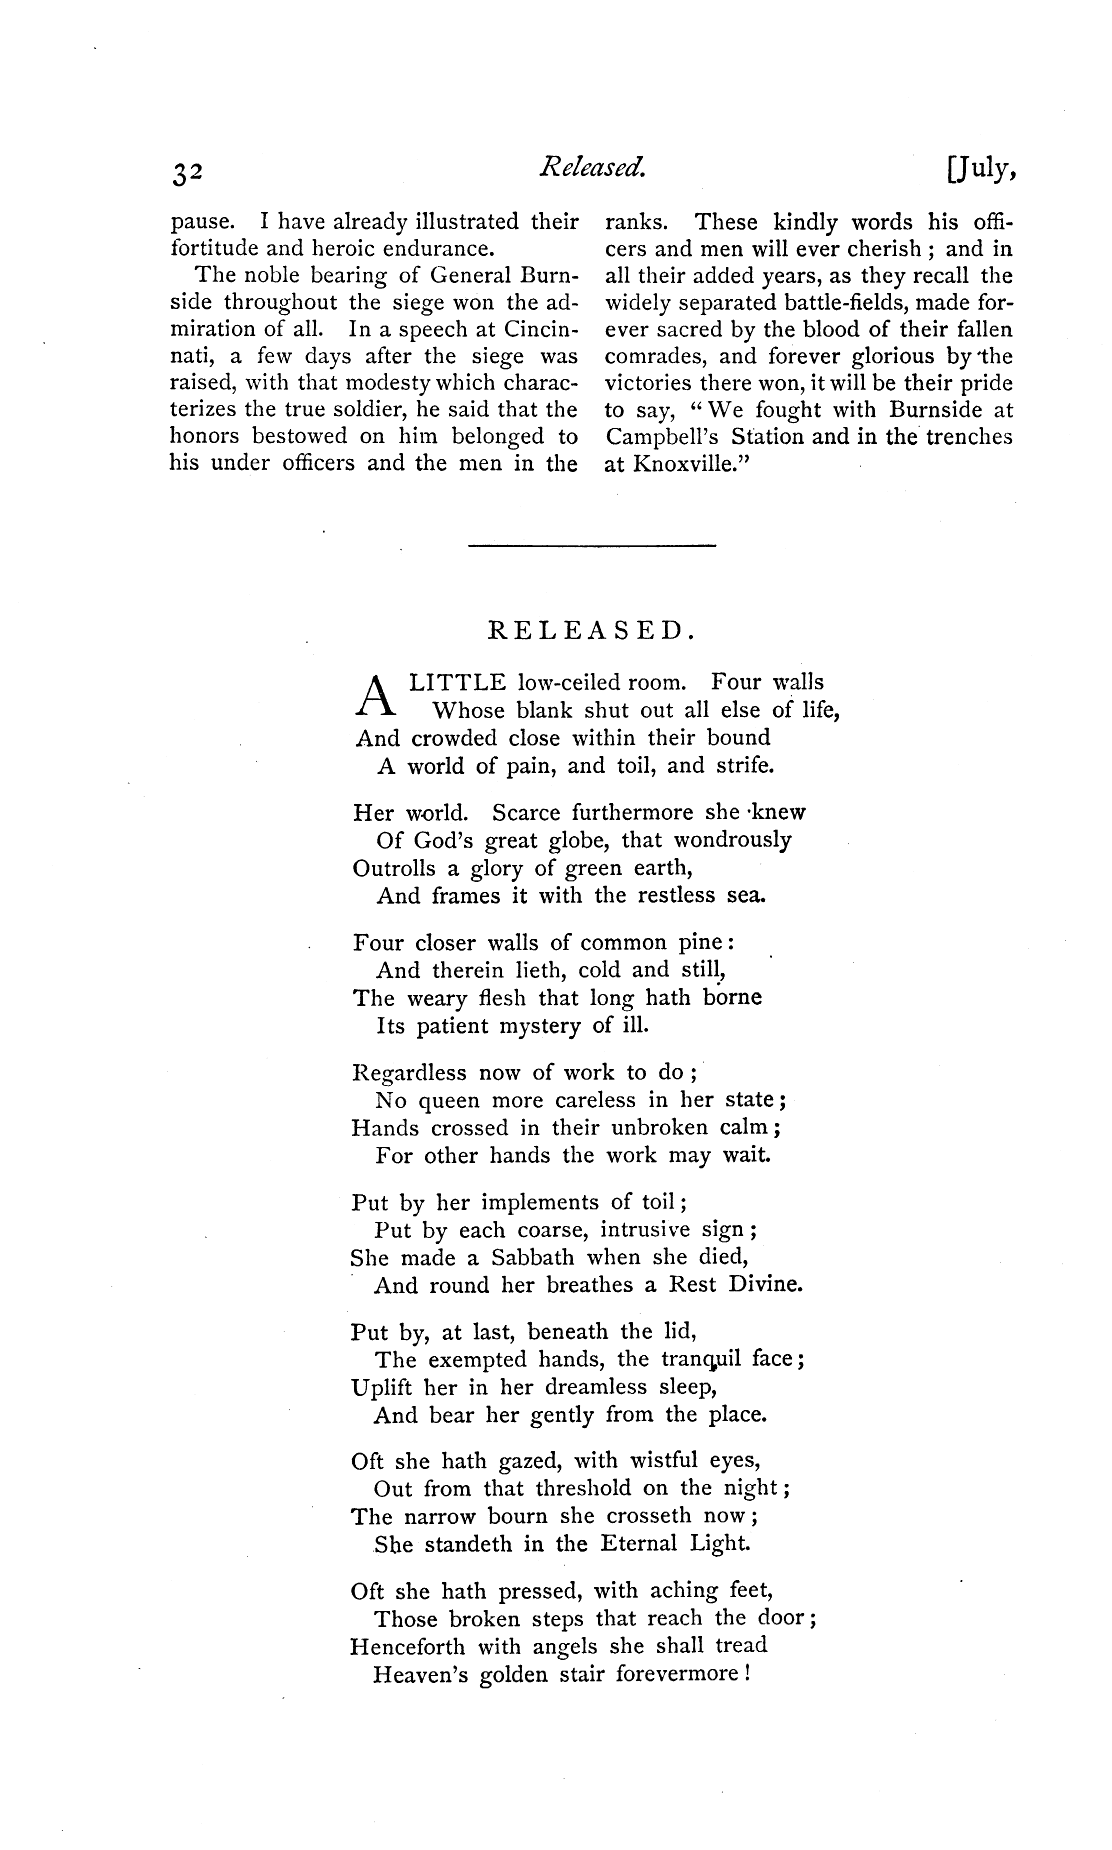 32 Released. [July,
pause. I have already illustrated their
fortitude and heroic endurance.
The noble bearing of General Burn-
side throughout the siege won the ad-
miration of all. In a speech at Cincin-
nati, a few days after the siege was
raised, with that modesty which charac-
terizes the true soldier, he said that the
honors bestowed on him belonged to
his under officers and the men in the
ranks. These kindly words his offi-
cers and men will ever cherish ; and in
all their added years, as they recall the
widely separated battle-fields, made for-
ever sacred by the blood of their fallen
comrades, and forever glorious by the
victories there won, it will be their pride
to say, “ We fought with Burnside at
Campbell's Station and in the trenches
at Knoxville.”
RELEASED.
A LITTLE low-ceiled room. Four walls
Whose blank shut out all else of life,
And crowded close within their bound
A world of pain, and toil, and strife.
Her world. Scarce furthermore she knew
Of God's great globe, that wondrously
Outrolls a glory of green earth,
And frames it with the restless sea.
Four closer walls of common pine :
And therein lieth, cold and still,
The weary flesh that long hath borne
Its patient mystery of ill.
Regardless now of work to do ;
No queen more careless in her state ;
Hands crossed in their unbroken calm ;
For other hands the work may wait.
Put by her implements of toil ;
Put by each coarse, intrusive sign ;
She made a Sabbath when she died,
And round her breathes a Rest Divine.
Put by, at last, beneath the lid,
The exempted hands, the tranquil face ;
Uplift her in her dreamless sleep,
And bear her gently from the place.
Oft she hath gazed, with wistful eyes,
Out from that threshold on the night ;
The narrow bourn she crosseth now ;
She standeth in the Eternal Light.
Oft she hath pressed, with aching feet,
Those broken steps that reach the door ;
Henceforth with angels she shall tread
Heaven's golden stair forevermore !